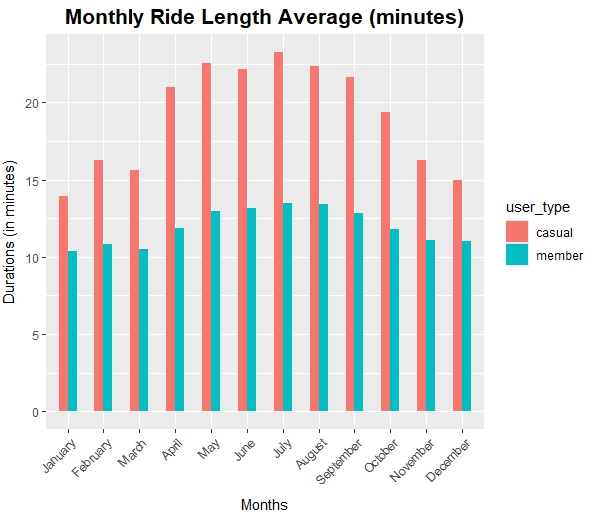 Monthly Ride Length Average (minutes)
Durations (in minutes)
20
15
10
5
0
January
February
March
April
May
June
July
August
September
October
November
December
Months
user_type
casual
member